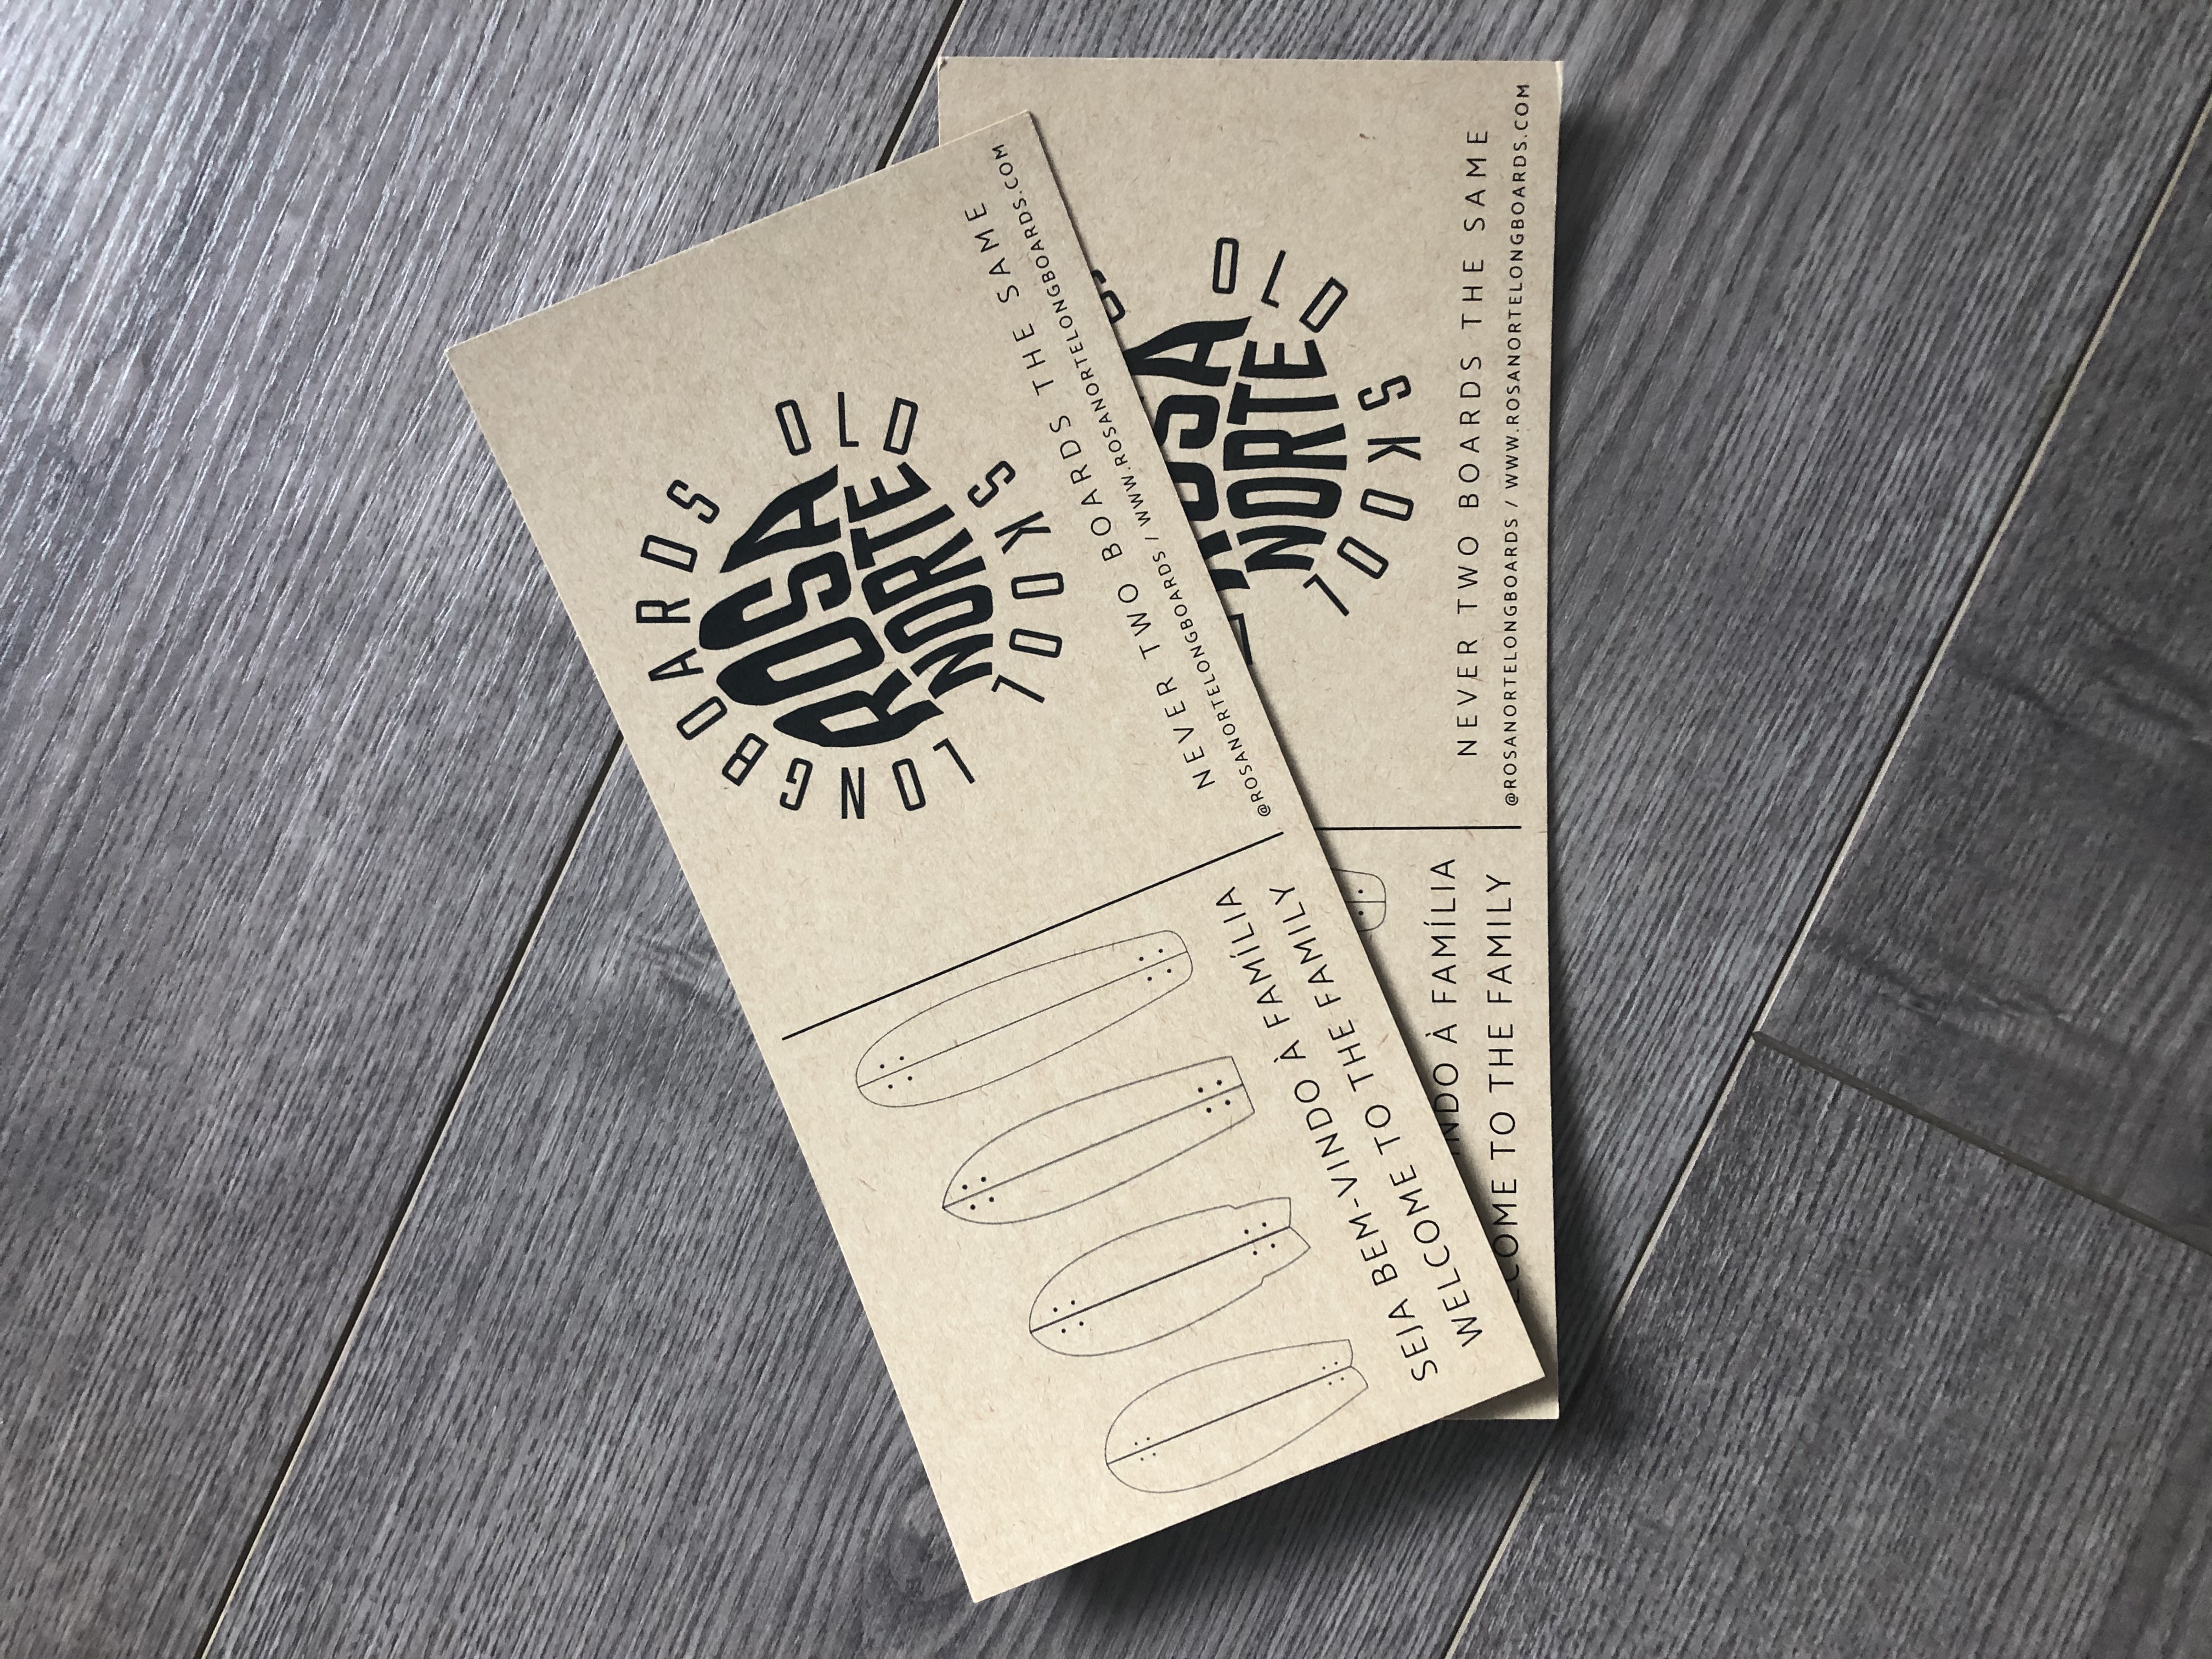 SEJA BEM-VINDO À FAMÍLIA
WELCOME TO THE FAMILY
LONGBOARDS OLD SKOOL
ROSA
NORTE
NEVER TWO BOARDS THE SAME
@ROSANORTELONGBOARDS / WWW.ROSANORTELONGBOARDS.COM
NDO À FAMÍLIA
COME TO THE FAMILY
ROSA
NORTE
OLD SKOOL
NEVER TWO BOARDS THE SAME
@ROSANORTELONGBOARDS / WWW.ROSANORTELONGBOARDS.COM